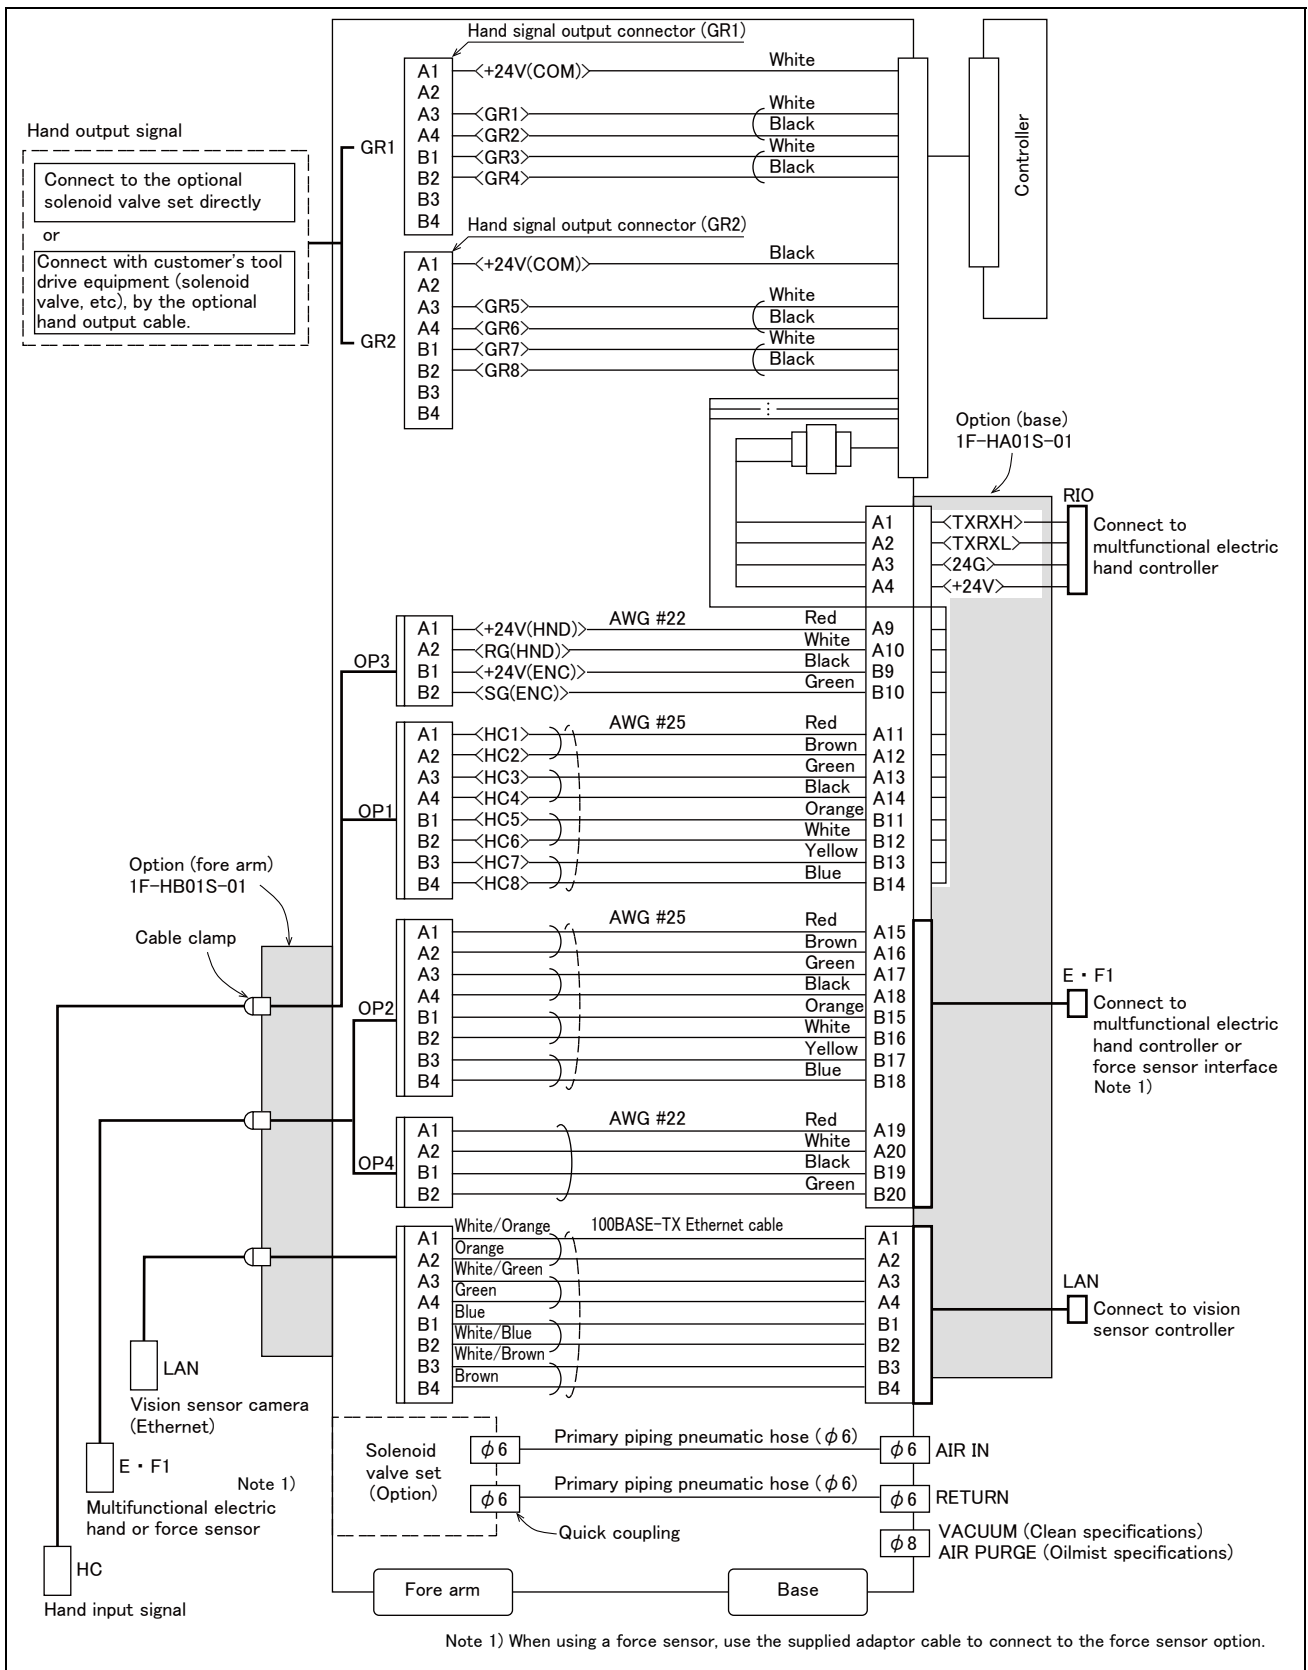 Hand signal output connector (GR1)
A1 <+24V(COM)> White
A2
A3 <GR1> White
A4 <GR2> Black
B1 <GR3> White
B2 <GR4> Black
B3
B4
GR1
Controller
Hand output signal
Connect to the optional
solenoid valve set directly
or
Connect with customer's tool
drive equipment (solenoid
valve, etc), by the optional
hand output cable.
Hand signal output connector (GR2)
A1 <+24V(COM)> Black
A2
A3 <GR5> White
A4 <GR6> Black
B1 <GR7> White
B2 <GR8> Black
B3
B4
GR2
Option (base)
1F-HA01S-01
RIO
A1 <TXRXH>
A2 <TXRXL>
A3 <24G>
A4 <+24V>
Connect to
multfunctional electric
hand controller
OP3
AWG #22
A1 <+24V(HND)> Red A9
A2 <RG(HND)> White A10
B1 <+24V(ENC)> Black B9
B2 <SG(ENC)> Green B10
OP1
AWG #25
A1 <HC1> Red A11
A2 <HC2> Brown A12
A3 <HC3> Green A13
A4 <HC4> Black A14
B1 <HC5> Orange B11
B2 <HC6> White B12
B3 <HC7> Yellow B13
B4 <HC8> Blue B14
Option (fore arm)
1F-HB01S-01
Cable clamp
OP2
AWG #25
A1 Red A15
A2 Brown A16
A3 Green A17
A4 Black A18
B1 Orange B15
B2 White B16
B3 Yellow B17
B4 Blue B18
E・F1
Connect to
multfunctional electric
hand controller or
force sensor interface
Note 1)
OP4
AWG #22
A1 Red A19
A2 White A20
B1 Black B19
B2 Green B20
100BASE-TX Ethernet cable
A1 White/Orange A1
A2 Orange A2
A3 White/Green A3
A4 Green A4
B1 Blue B1
B2 White/Blue B2
B3 White/Brown B3
B4 Brown B4
LAN
Connect to vision
sensor controller
LAN
Vision sensor camera
(Ethernet)
E・F1
Note 1)
Multifunctional electric
hand or force sensor
HC
Hand input signal
Solenoid
valve set
(Option)
φ6 Primary piping pneumatic hose (φ6) φ6 AIR IN
φ6 Primary piping pneumatic hose (φ6) φ6 RETURN
Quick coupling
φ8 VACUUM (Clean specifications)
AIR PURGE (Oilmist specifications)
Fore arm
Base
Note 1) When using a force sensor, use the supplied adaptor cable to connect to the force sensor option.